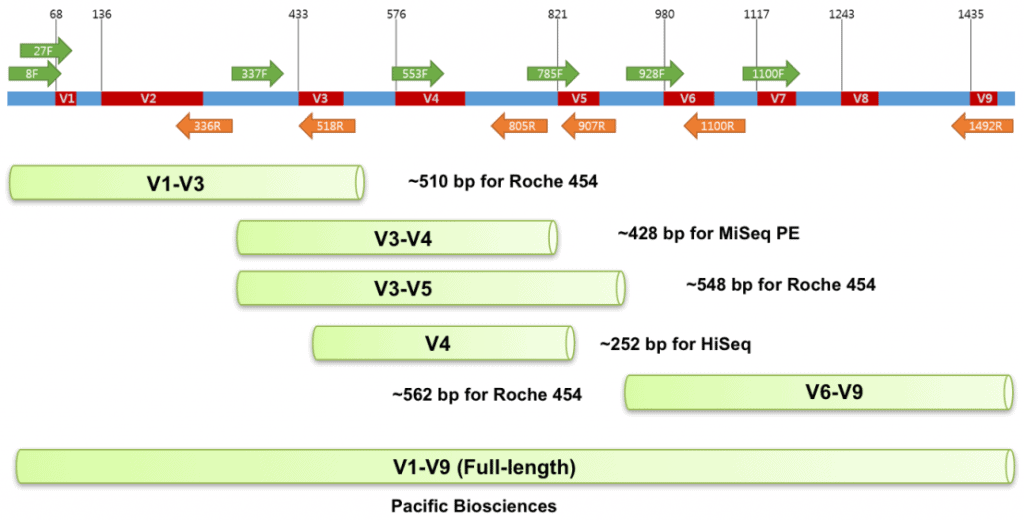 68 136 433 576 821 980 1117 1243 1435
27F
8F 337F 553F 785F 928F 1100F
V1 V2 V3 V4 V5 V6 V7 V8 V9
336R 518R 805R 907R 1100R 1492R
V1-V3 ~510 bp for Roche 454
V3-V4 ~428 bp for MiSeq PE
V3-V5 ~548 bp for Roche 454
V4 ~252 bp for HiSeq
~562 bp for Roche 454 V6-V9
V1-V9 (Full-length)
Pacific Biosciences